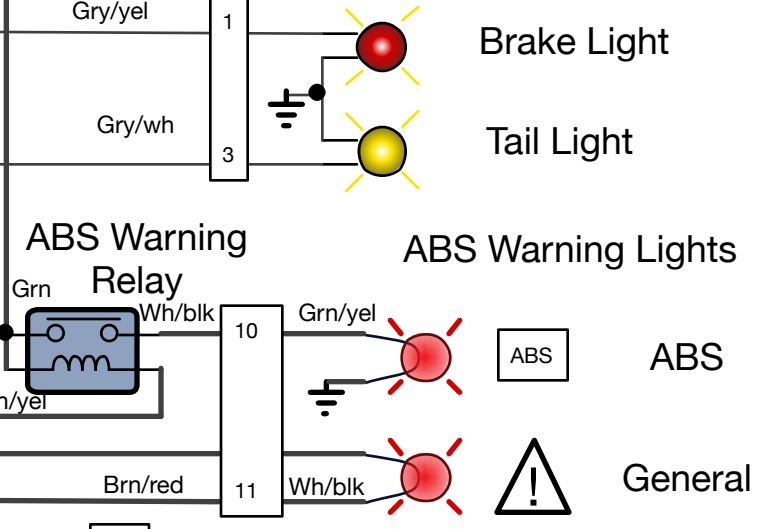 Gry/yel
1
Brake Light
Gry/wh
Tail Light
3
ABS Warning
Relay
ABS Warning Lights
Grn
Wh/blk
10
Grn/yel
ABS
ABS
n/yel
Brn/red
11
Wh/blk
!
General